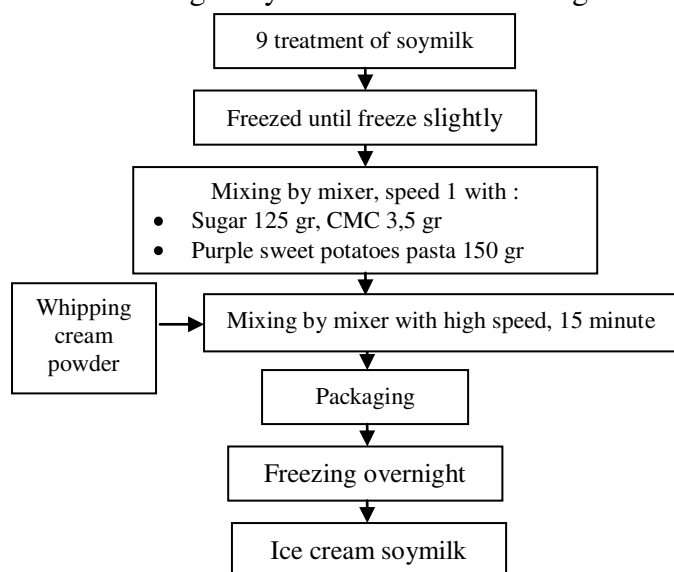 9 treatment of soymilk
Freezed until freeze slightly
Mixing by mixer, speed 1 with :
• Sugar 125 gr, CMC 3,5 gr
• Purple sweet potatoes pasta 150 gr
Whipping
cream
powder
Mixing by mixer with high speed, 15 minute
Packaging
Freezing overnight
Ice cream soymilk